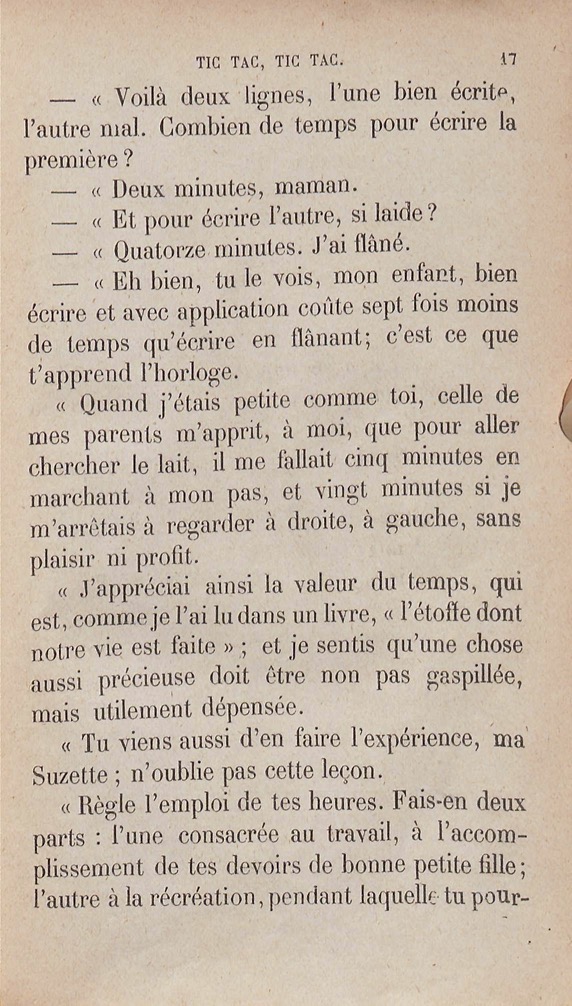 TIC TAC, TIC TAC. 17
— « Voilà deux lignes, l'une bien écrite,
l'autre mal. Combien de temps pour écrire la
première ?
— « Deux minutes, maman.
— « Et pour écrire l'autre, si laide ?
— « Quatorze minutes. J'ai flâné.
— « Eh bien, tu le vois, mon enfant, bien
écrire et avec application coûte sept fois moins
de temps qu'écrire en flânant; c'est ce que
t'apprend l'horloge.
« Quand j'étais petite comme toi, celle de
mes parents m'apprit, à moi, que pour aller
chercher le lait, il me fallait cinq minutes en
marchant à mon pas, et vingt minutes si je
m'arrêtais à regarder à droite, à gauche, sans
plaisir ni profit.
« J'appréciai ainsi la valeur du temps, qui
est, comme je l'ai lu dans un livre, « l'étoffe dont
notre vie est faite » ; et je sentis qu'une chose
aussi précieuse doit être non pas gaspillée,
mais utilement dépensée.
« Tu viens aussi d'en faire l'expérience, ma
Suzette ; n'oublie pas cette leçon.
« Règle l'emploi de tes heures. Fais-en deux
parts : l'une consacrée au travail, à l'accom-
plissement de tes devoirs de bonne petite fille;
l'autre à la récréation, pendant laquelle tu pour-